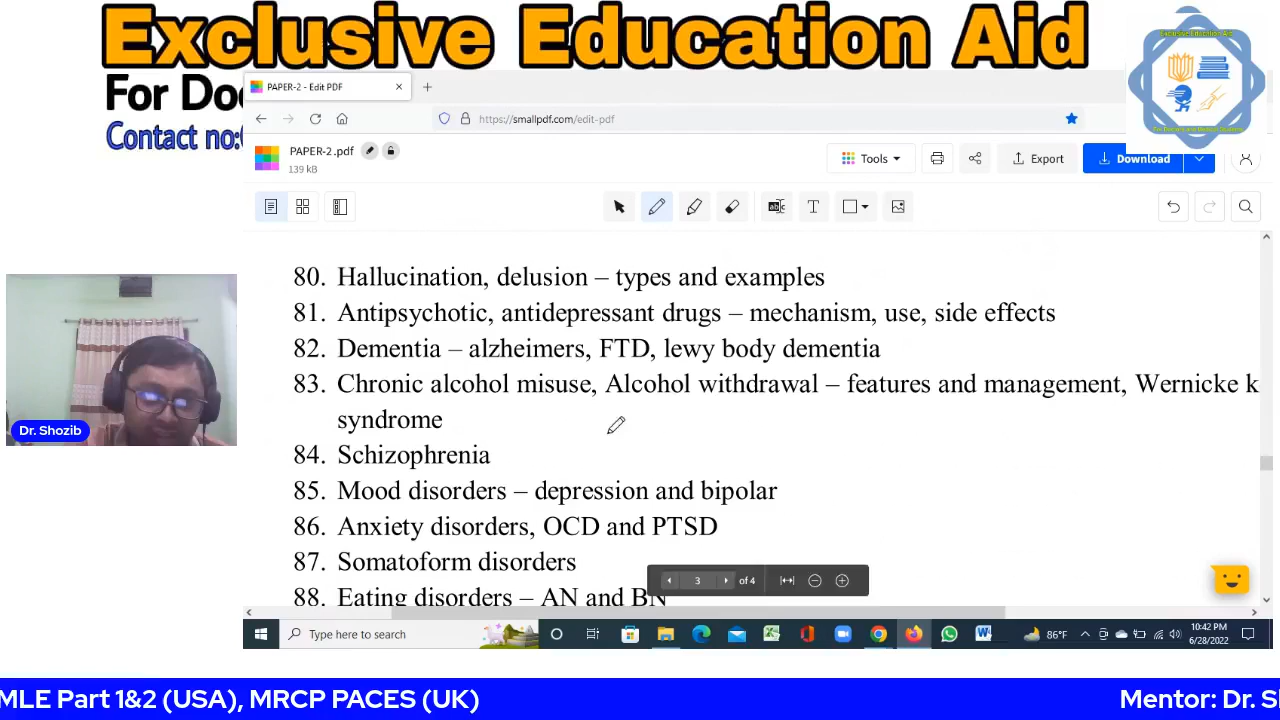 Exclusive Education Aid
For Do
Contact no:
PAPER-2 - Edit PDF
https://smallpdf.com/edit-pdf
PAPER-2.pdf
139 kB
Tools
Export
Download
Exclusive Education Aid
80. Hallucination, delusion – types and examples
81. Antipsychotic, antidepressant drugs – mechanism, use, side effects
82. Dementia – alzheimers, FTD, lewy body dementia
83. Chronic alcohol misuse, Alcohol withdrawal – features and management, Wernicke k
syndrome
84. Schizophrenia
85. Mood disorders – depression and bipolar
86. Anxiety disorders, OCD and PTSD
87. Somatoform disorders
88. Eating disorders – AN and BN
Dr. Shozib
3 of 4
Type here to search
86°F
10:42 PM
6/28/2022
MLE Part 1&2 (USA), MRCP PACES (UK)
Mentor: Dr. S